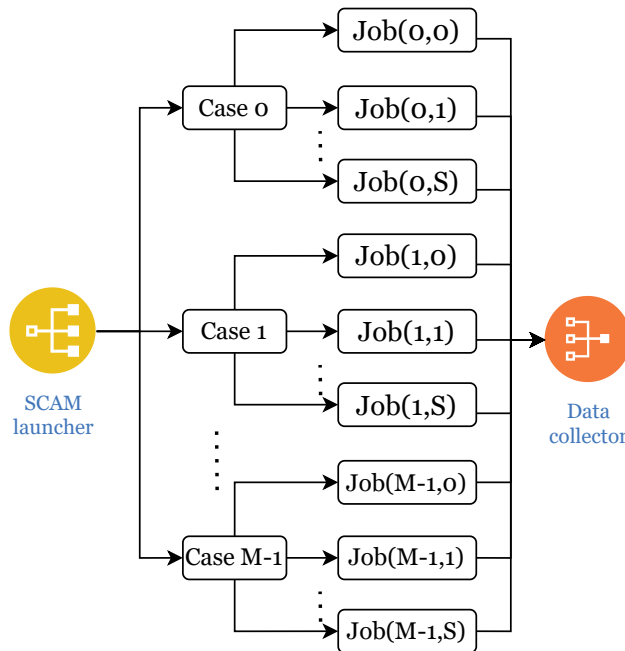 Job(0,0)
Case 0
Job(0,1)
Job(0,S)
Job(1,0)
Case 1
Job(1,1)
Job(1,S)
SCAM
launcher
Data
collector
Job(M-1,0)
Case M-1
Job(M-1,1)
Job(M-1,S)